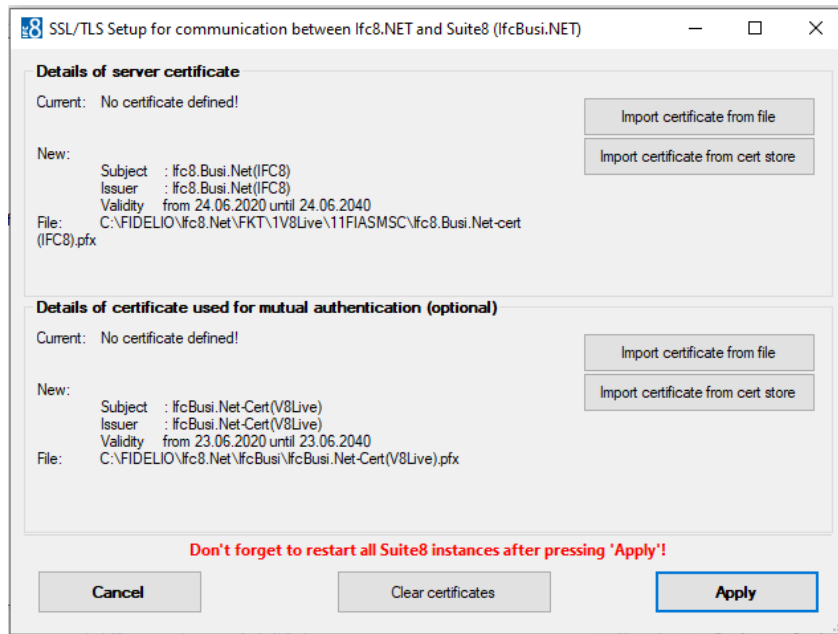 SSL/TLS Setup for communication between Ifc8.NET and Suite8 (IfcBusi.NET)
Details of server certificate
Current: No certificate defined!
Import certificate from file
Import certificate from cert store
New:
Subject : Ifc8.Busi.Net(IFC8)
Issuer : Ifc8.Busi.Net(IFC8)
Validity from 24.06.2020 until 24.06.2040
File: C:\FIDELIO\Ifc8.Net\FKT\1V8Live\11FIASMSC\Ifc8.Busi.Net-cert
(IFC8).pfx
Details of certificate used for mutual authentication (optional)
Current: No certificate defined!
Import certificate from file
Import certificate from cert store
New:
Subject : IfcBusi.Net-Cert(V8Live)
Issuer : IfcBusi.Net-Cert(V8Live)
Validity from 23.06.2020 until 23.06.2040
File: C:\FIDELIO\Ifc8.Net\IfcBusi\IfcBusi.Net-Cert(V8Live).pfx
Don't forget to restart all Suite8 instances after pressing 'Apply'!
Cancel
Clear certificates
Apply